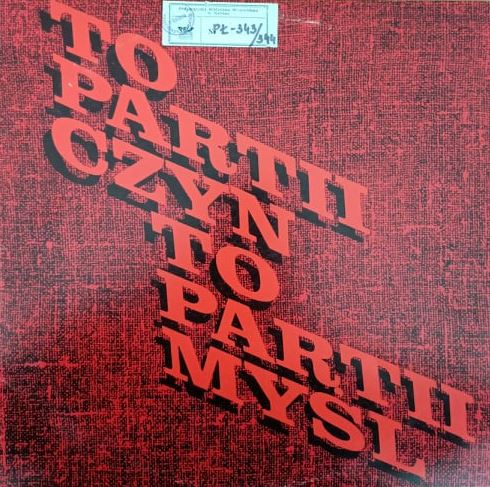 PŁ-343/344
TO
PARTII
CZYN
TO
PARTII
MYSL